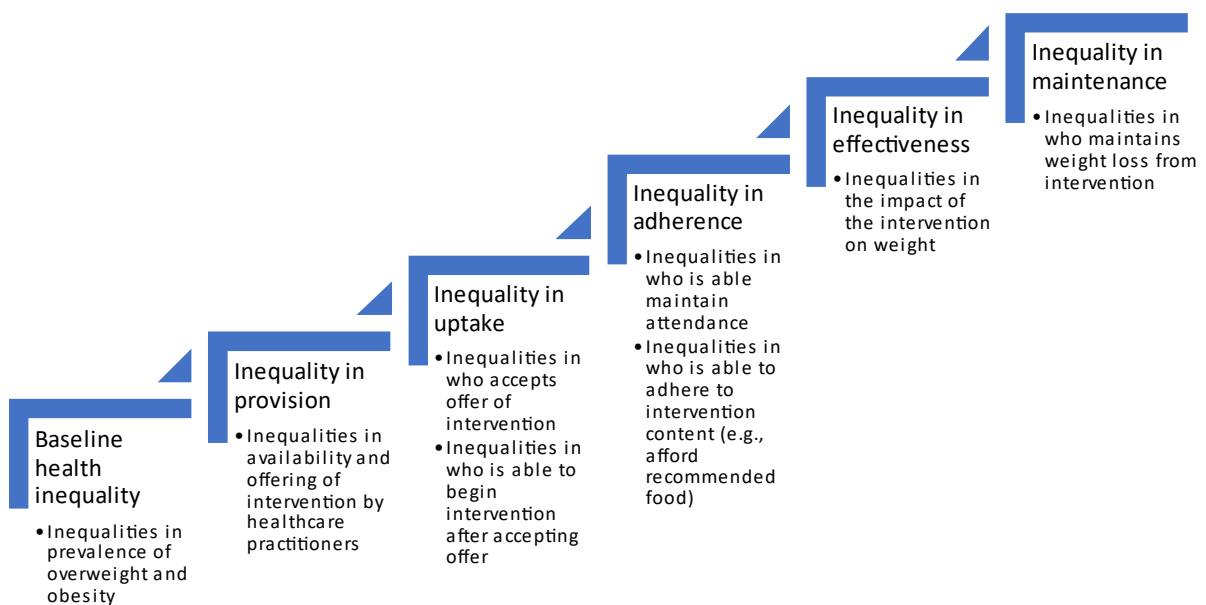 Baseline
health
inequality
•Inequalities in
prevalence of
overweight and
obesity
Inequality in
provision
•Inequalities in
availability and
offering of
intervention by
healthcare
practitioners
Inequality in
uptake
•Inequalities in
who accepts
offer of
intervention
•Inequalities in
who is able to
begin
intervention
after accepting
offer
Inequality in
adherence
•Inequalities in
who is able
maintain
attendance
•Inequalities in
who is able to
adhere to
intervention
content (e.g.,
afford
recommended
food)
Inequality in
effectiveness
•Inequalities in
the impact of
the intervention
on weight
Inequality in
maintenance
•Inequalities in
who maintains
weight loss from
intervention